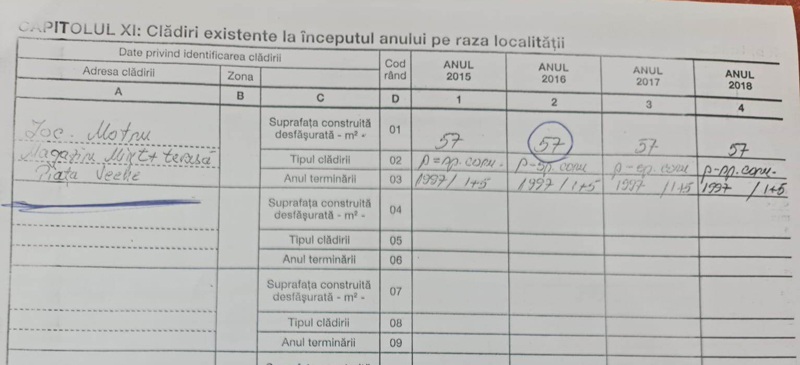 CAPITOLUL XI: Clădiri existente la începutul anului pe raza localității
Date privind identificarea clădirii Cod rând ANUL 2015 ANUL 2016 ANUL 2017 ANUL 2018
Adresa clădirii Zona
A B C D 1 2 3 4
Suprafața construită desfășurată - m² - 01 57 57 57 57
Loc. Motru
Magazin Mixt + terasă Tipul clădirii 02
Piața Veche Anul terminării 03 1997 / 1+5 1997 / 1+5 1997 / 1+5 1997 / 1+5
Suprafața construită desfășurată - m² - 04
Tipul clădirii 05
Anul terminării 06
Suprafața construită desfășurată - m² - 07
Tipul clădirii 08
Anul terminării 09